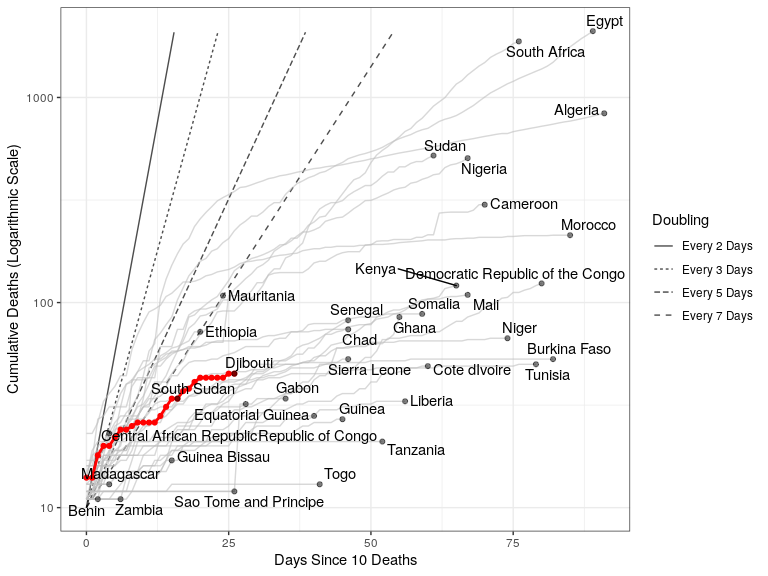 Egypt
South Africa
1000
Algeria
Sudan
Nigeria
Cameroon
Morocco
Kenya
Democratic Republic of the Congo
Mauritania
100
Somalia
Mali
Senegal
Ghana
Ethiopia
Chad
Niger
Burkina Faso
Djibouti
Sierra Leone
Cote dIvoire
Tunisia
South Sudan
Gabon
Liberia
Equatorial Guinea
Guinea
Central African Republic
Republic of Congo
Tanzania
Guinea Bissau
Madagascar
Togo
Sao Tome and Principe
10
Benin
Zambia
0
25
50
75
Days Since 10 Deaths
Cumulative Deaths (Logarithmic Scale)
Doubling
Every 2 Days
Every 3 Days
Every 5 Days
Every 7 Days